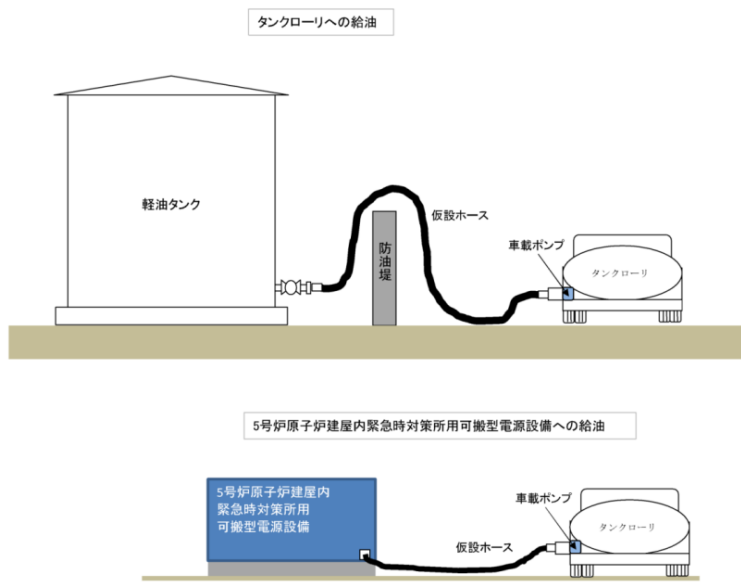 タンクローリへの給油
軽油タンク
仮設ホース
防油堤
車載ポンプ
タンクローリ
5号炉原子炉建屋内緊急時対策所用可搬型電源設備への給油
5号炉原子炉建屋内
緊急時対策所用
可搬型電源設備
車載ポンプ
タンクローリ
仮設ホース